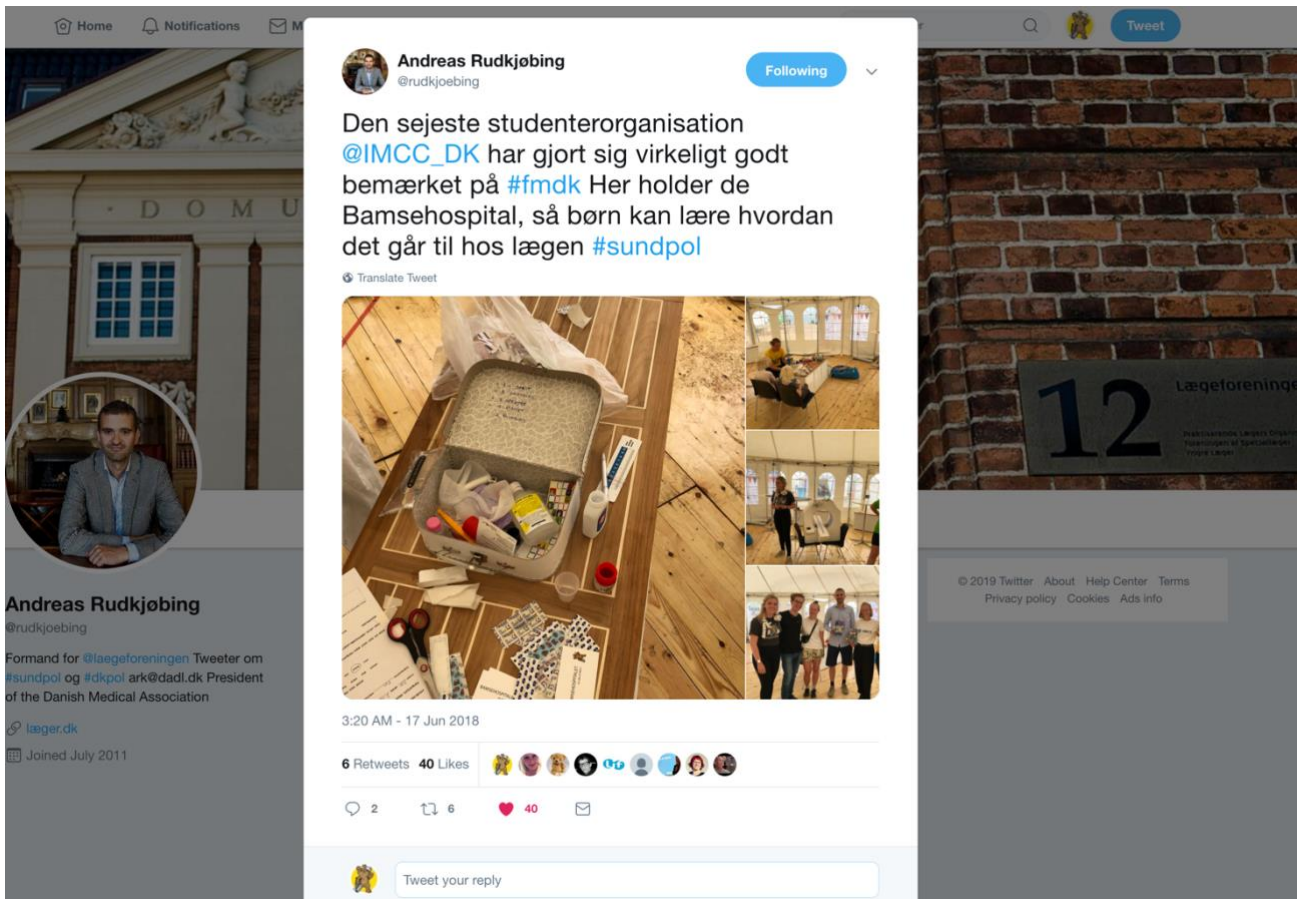 Home
Notifications
M
Tweet
DOMU
Andreas Rudkjøbing
@rudkjoebing
Following
Den sejeste studenterorganisation
@IMCC_DK har gjort sig virkeligt godt
bemærket på #fmdk Her holder de
Bamsehospital, så børn kan lære hvordan
det går til hos lægen #sundpol
Translate Tweet
3:20 AM - 17 Jun 2018
6 Retweets 40 Likes
2
6
40
Tweet your reply
Andreas Rudkjøbing
@rudkjoebing
Formand for @laegeforeningen Tweeter om
#sundpol og #dkpol ark@dadl.dk President
of the Danish Medical Association
læger.dk
Joined July 2011
12
Lægeforeninge
Yngre Læger
© 2019 Twitter About Help Center Terms
Privacy policy Cookies Ads info